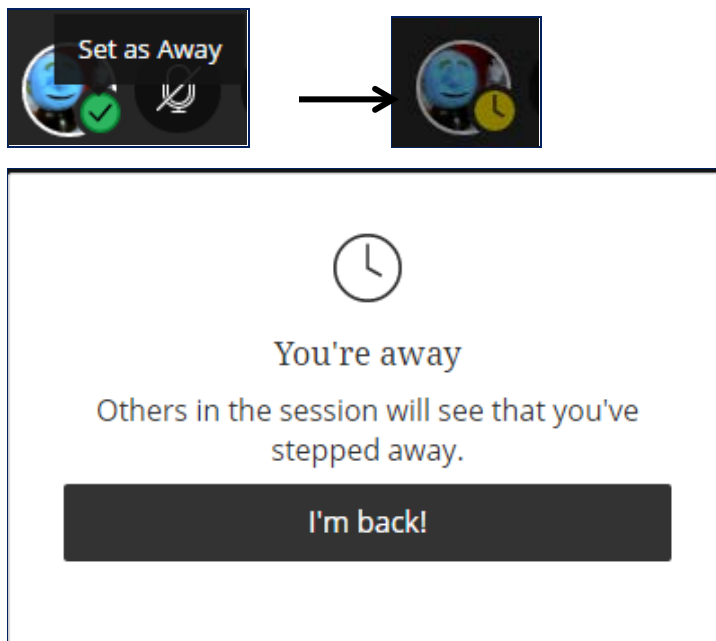 Set as Away
You're away
Others in the session will see that you've
stepped away.
I'm back!